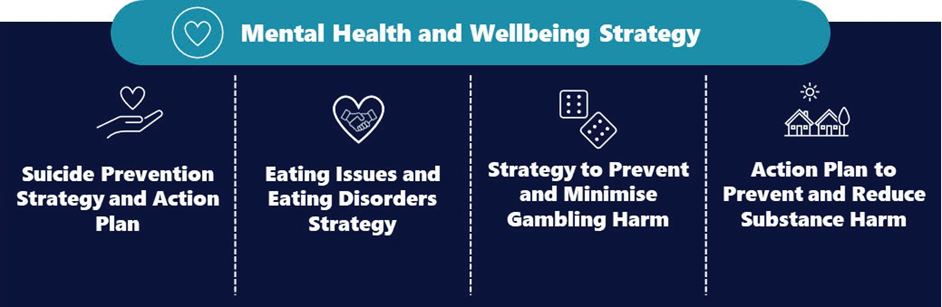 Mental Health and Wellbeing Strategy
Suicide Prevention
Strategy and Action
Plan
Eating Issues and
Eating Disorders
Strategy
Strategy to Prevent
and Minimise
Gambling Harm
Action Plan to
Prevent and Reduce
Substance Harm